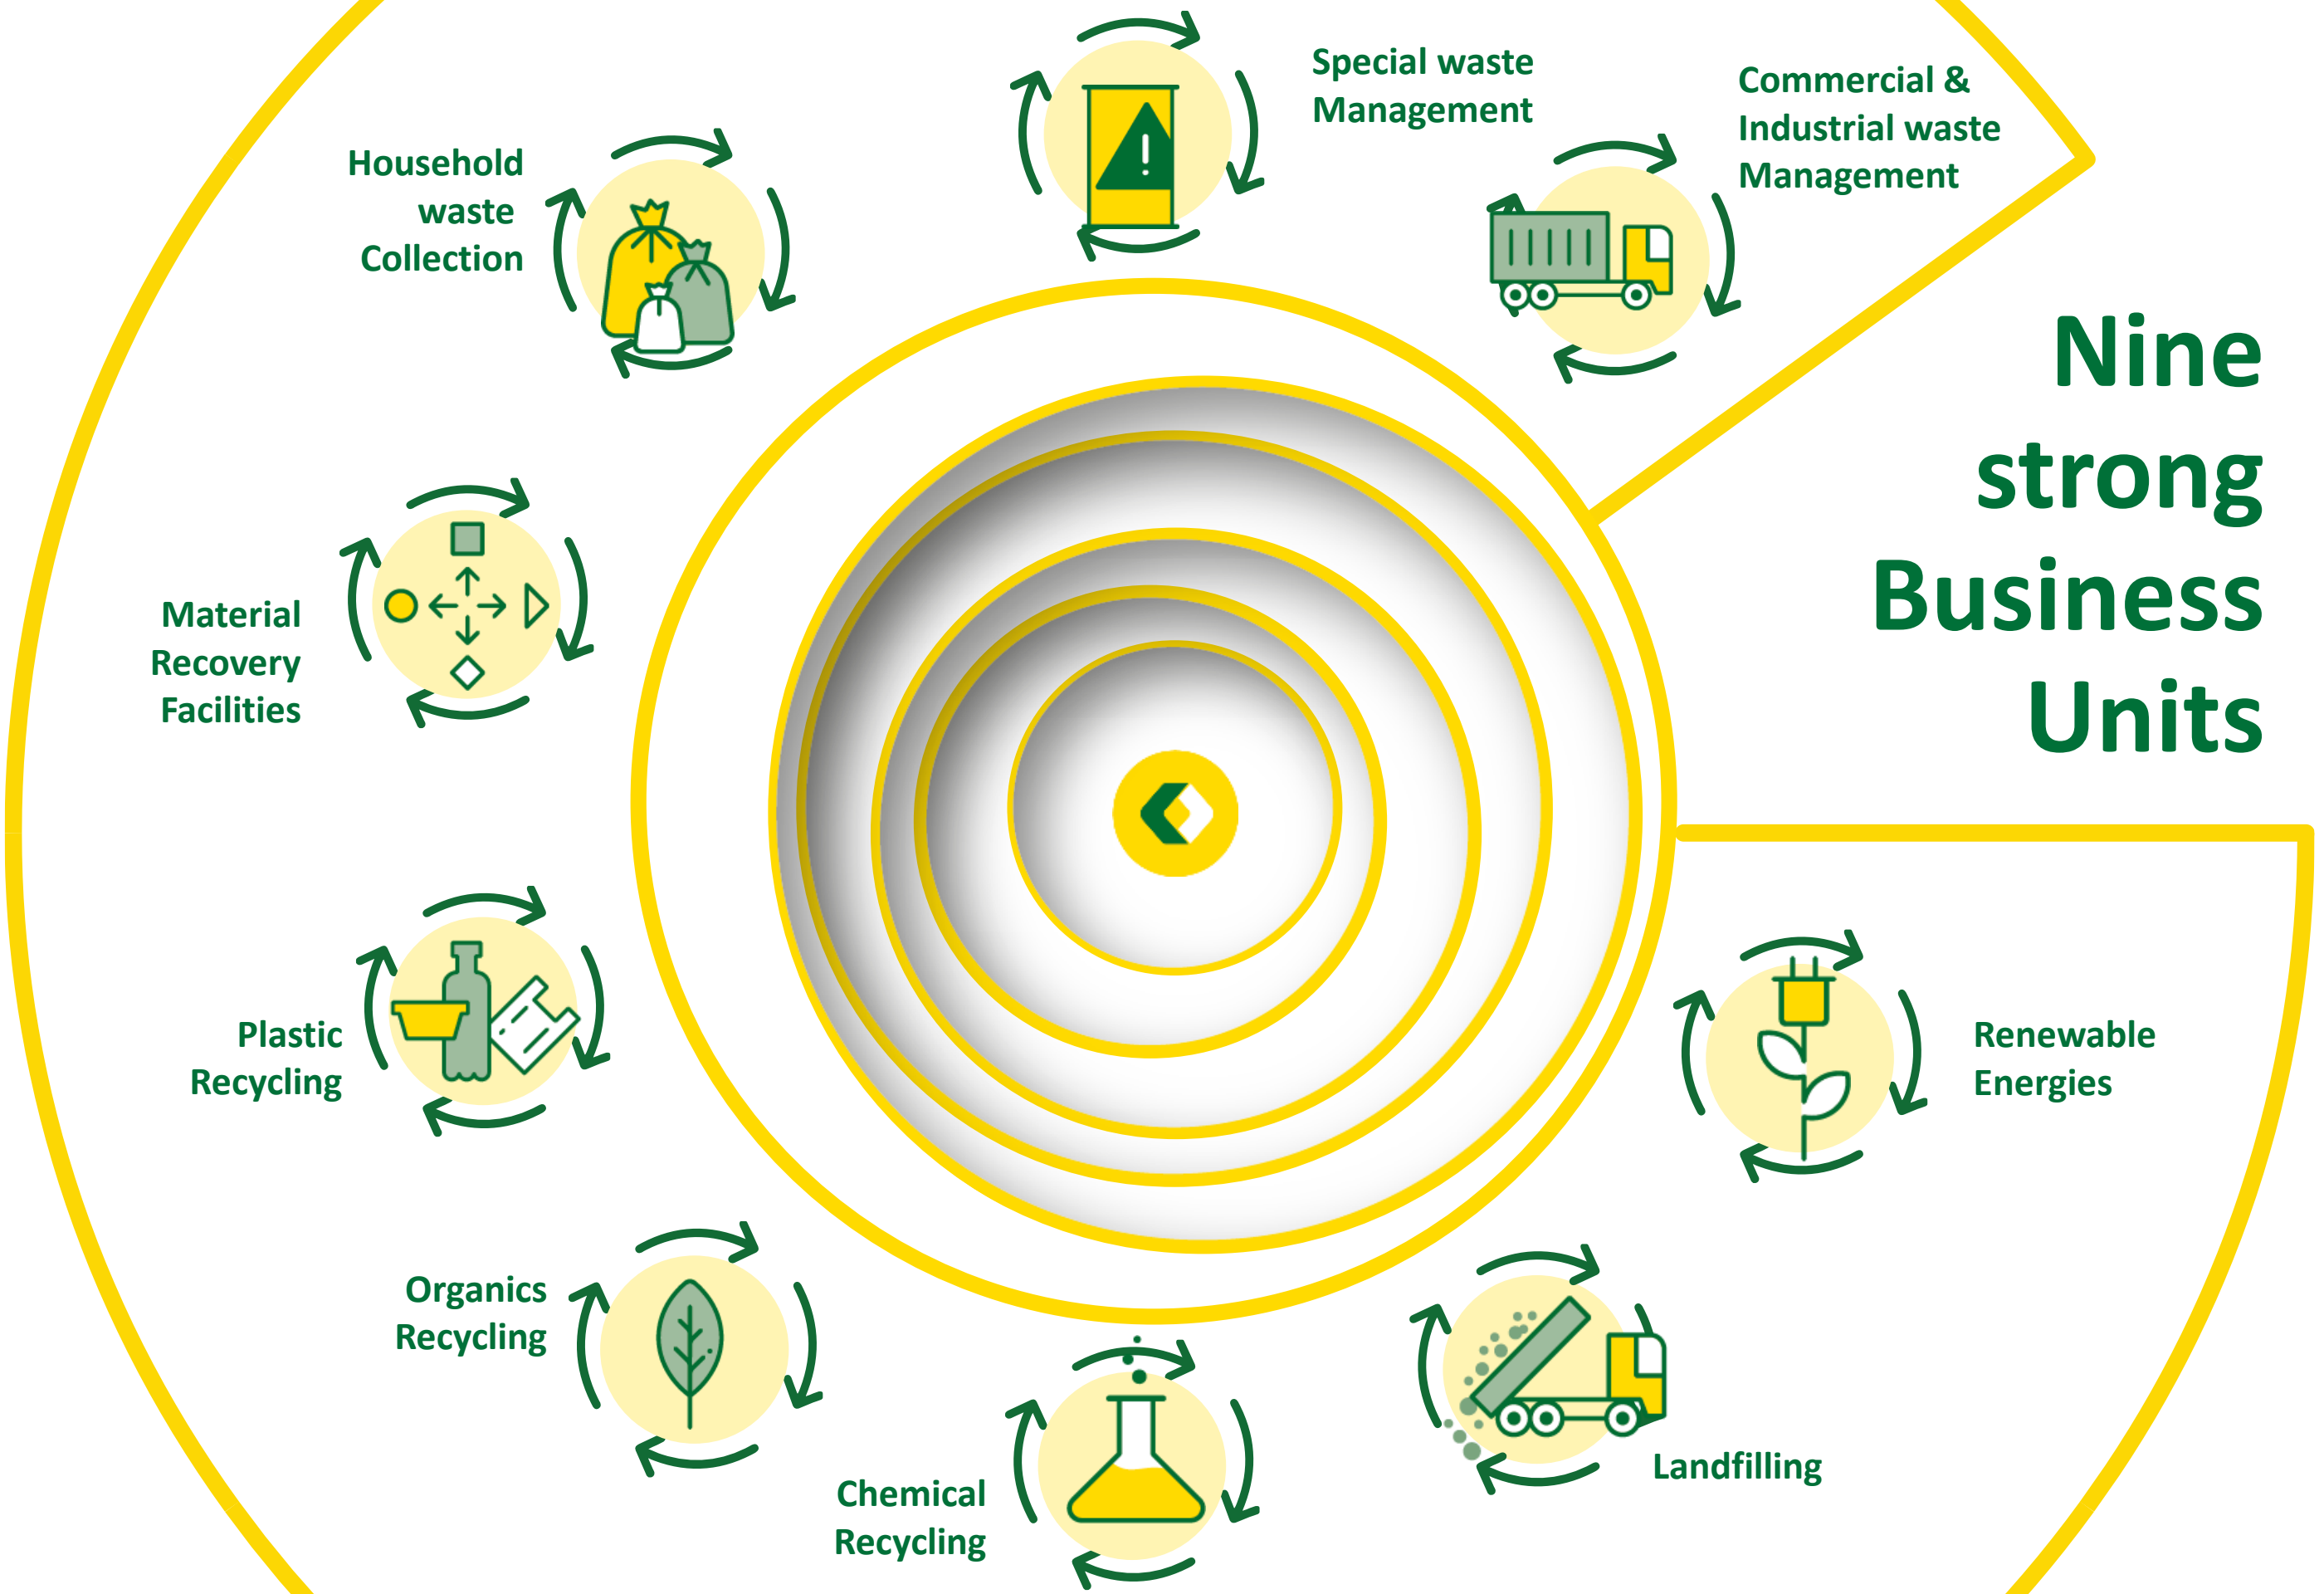 Special waste
Management
Commercial &
Industrial waste
Management
Household
waste
Collection
Nine
strong
Business
Units
Material
Recovery
Facilities
Plastic
Recycling
Renewable
Energies
Organics
Recycling
Landfilling
Chemical
Recycling